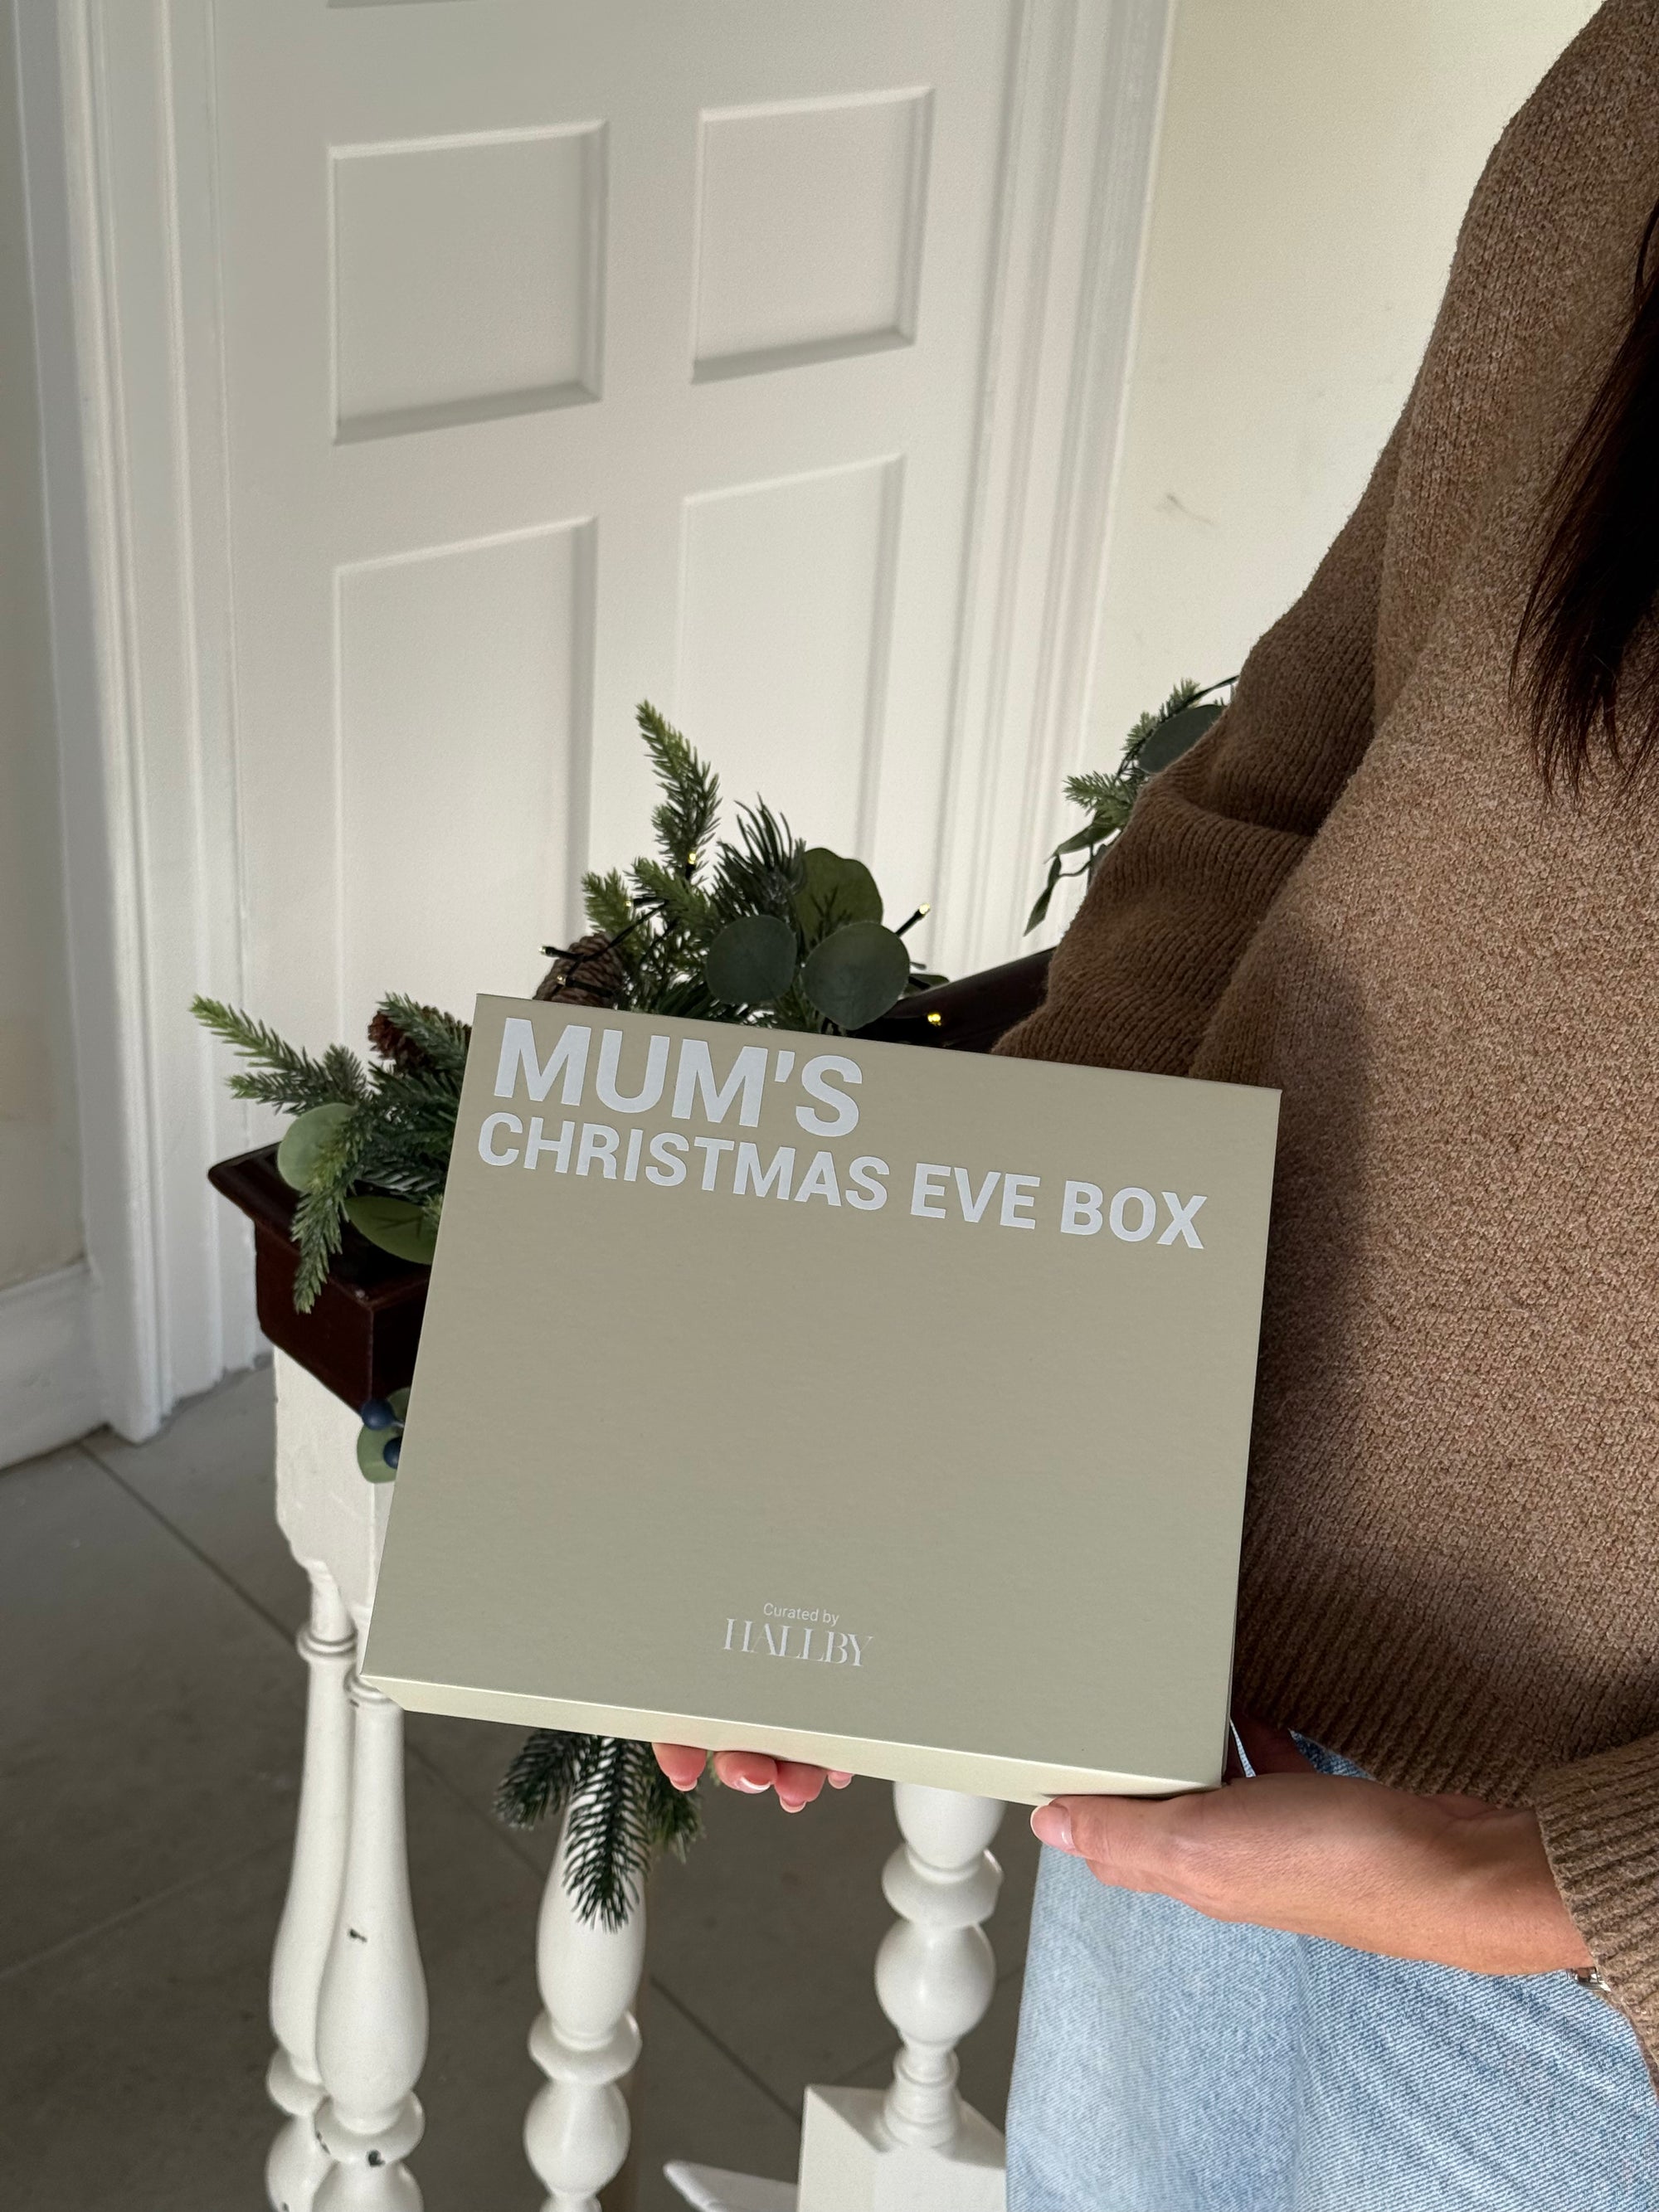 MUM'S
CHRISTMAS EVE BOX
Curated by
HALLBY